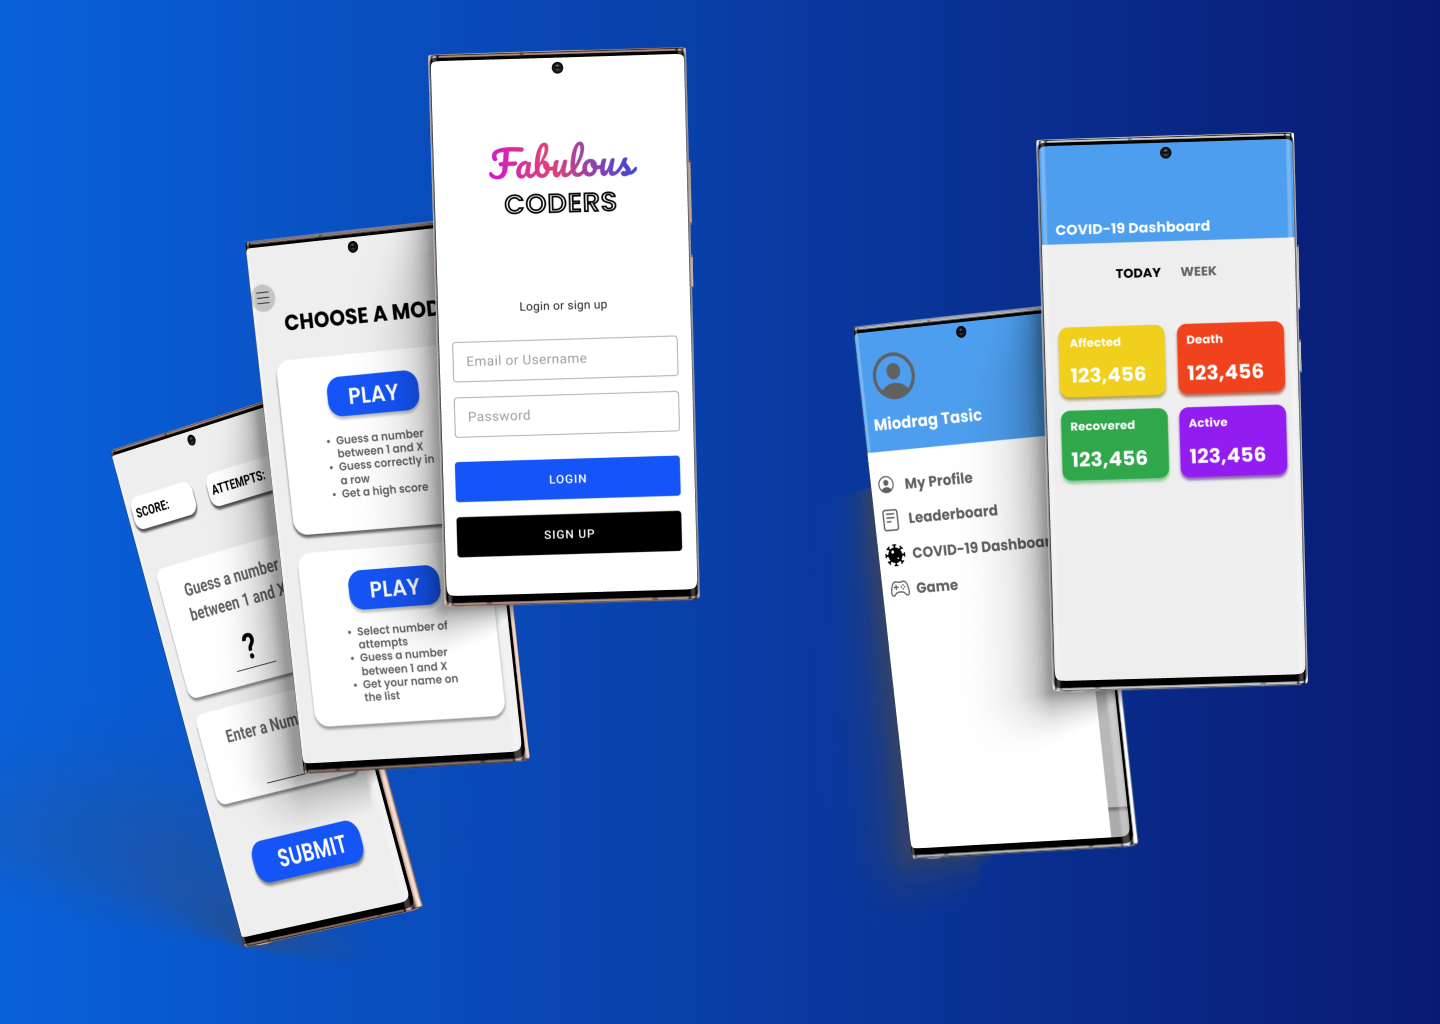 Fabulous
CODERS
Login or sign up
Email or Username
Password
LOGIN
SIGN UP
CHOOSE A MOD
PLAY
• Guess a number
between 1 and X
• Guess correctly in
a row
• Get a high score
PLAY
• Select number of
attempts
• Guess a number
between 1 and X
• Get your name on
the list
SCORE:
ATTEMPTS:
Guess a number
between 1 and X
?
Enter a Num
SUBMIT
Miodrag Tasic
My Profile
Leaderboard
COVID-19 Dashboar
Game
COVID-19 Dashboard
TODAY WEEK
Affected
123,456
Death
123,456
Recovered
123,456
Active
123,456